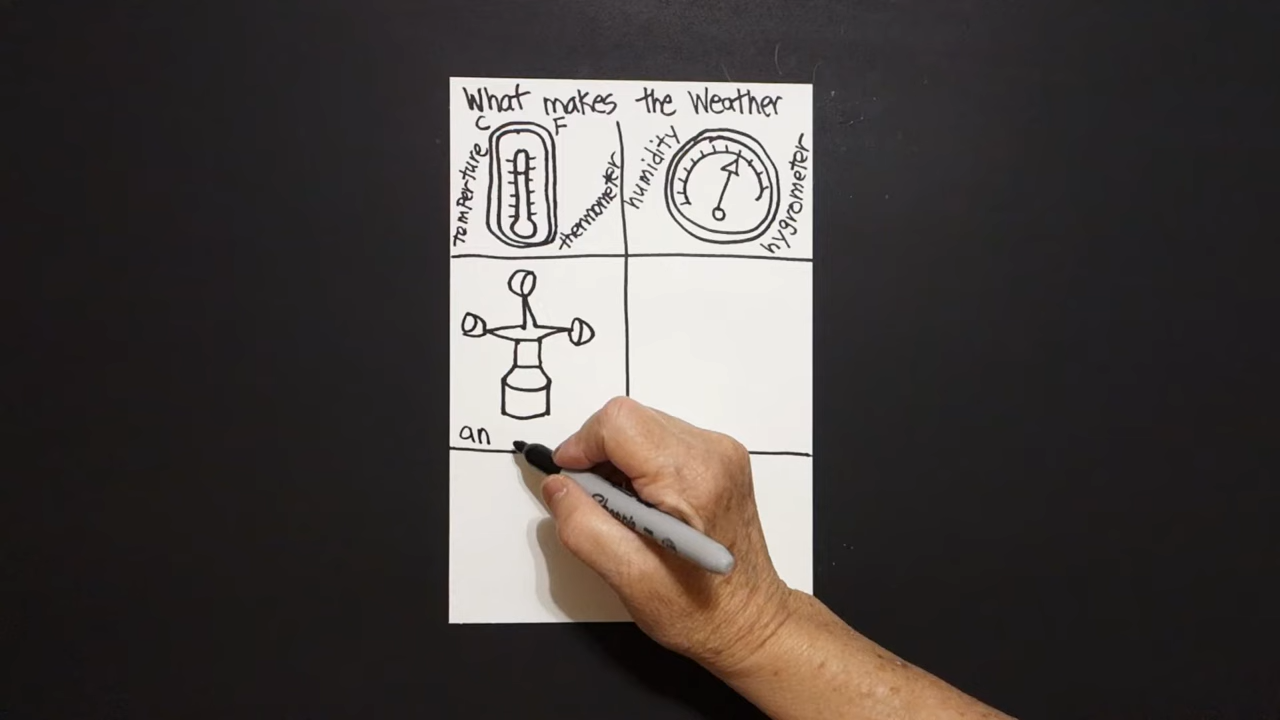 What makes the Weather
C F
temperture
thermometer
humidity
hygrometer
an